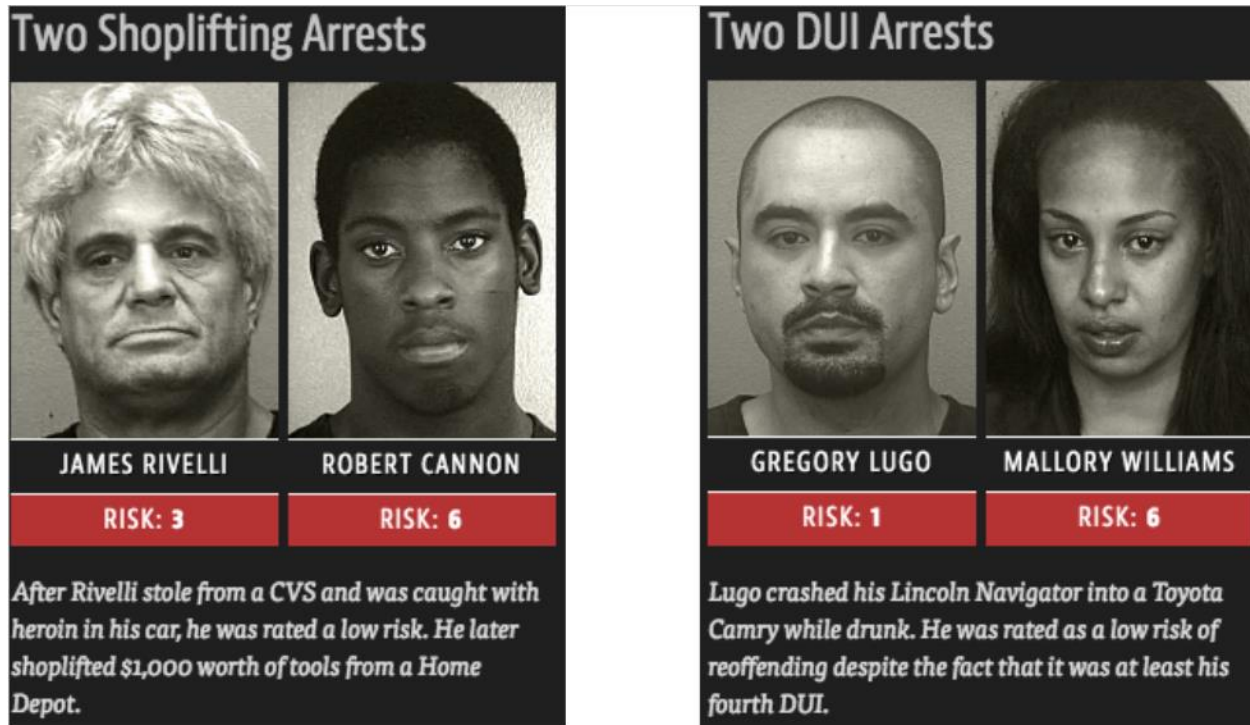 Two Shoplifting Arrests
JAMES RIVELLI
ROBERT CANNON
RISK: 3
RISK: 6
After Rivelli stole from a CVS and was caught with
heroin in his car, he was rated a low risk. He later
shoplifted $1,000 worth of tools from a Home
Depot.
Two DUI Arrests
GREGORY LUGO
MALLORY WILLIAMS
RISK: 1
RISK: 6
Lugo crashed his Lincoln Navigator into a Toyota
Camry while drunk. He was rated as a low risk of
reoffending despite the fact that it was at least his
fourth DUI.